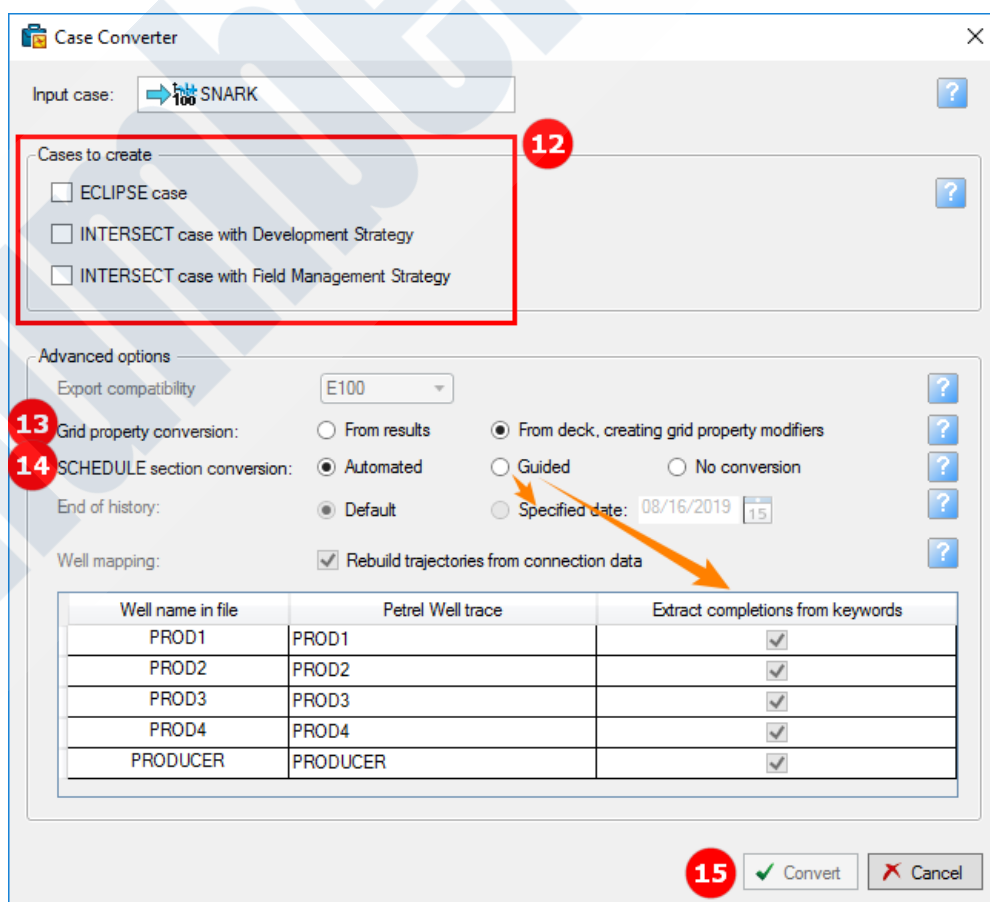 Case Converter
Input case: 100 SNARK ?
12
Cases to create
ECLIPSE case ?
INTERSECT case with Development Strategy
INTERSECT case with Field Management Strategy
Advanced options
Export compatibility E100 ?
13 Grid property conversion: From results From deck, creating grid property modifiers ?
14 SCHEDULE section conversion: Automated Guided No conversion ?
End of history: Default Specified date: 08/16/2019 15 ?
Well mapping: Rebuild trajectories from connection data ?
Well name in file Petrel Well trace Extract completions from keywords
PROD1 PROD1
PROD2 PROD2
PROD3 PROD3
PROD4 PROD4
PRODUCER PRODUCER
15 Convert Cancel